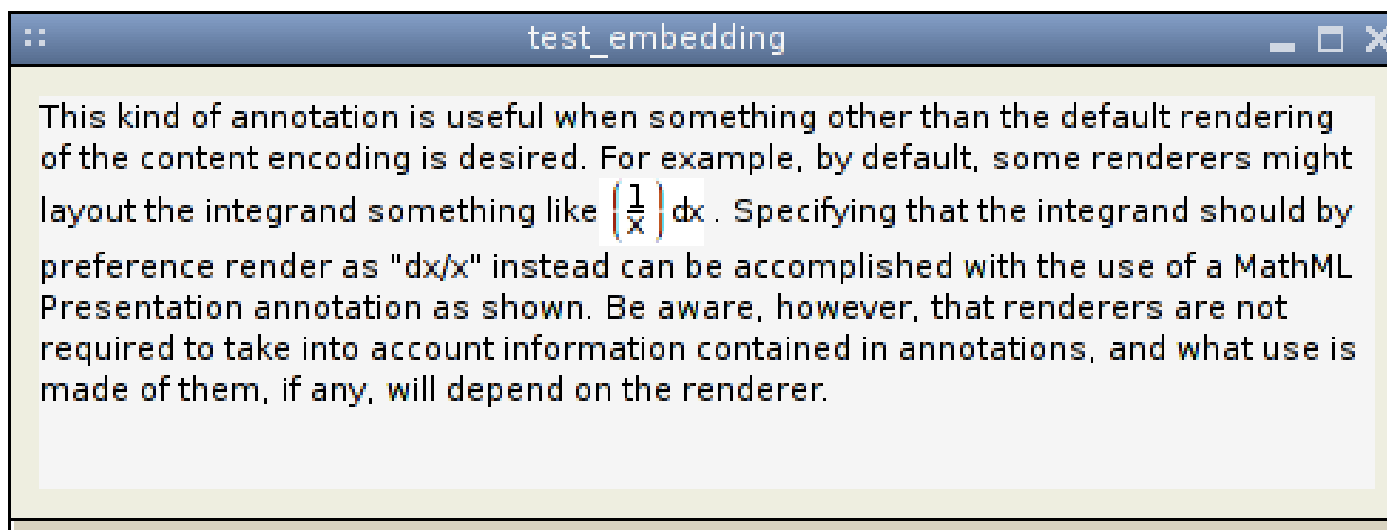 test_embedding
This kind of annotation is useful when something other than the default rendering
of the content encoding is desired. For example, by default, some renderers might
layout the integrand something like (1/x) dx . Specifying that the integrand should by
preference render as "dx/x" instead can be accomplished with the use of a MathML
Presentation annotation as shown. Be aware, however, that renderers are not
required to take into account information contained in annotations, and what use is
made of them, if any, will depend on the renderer.